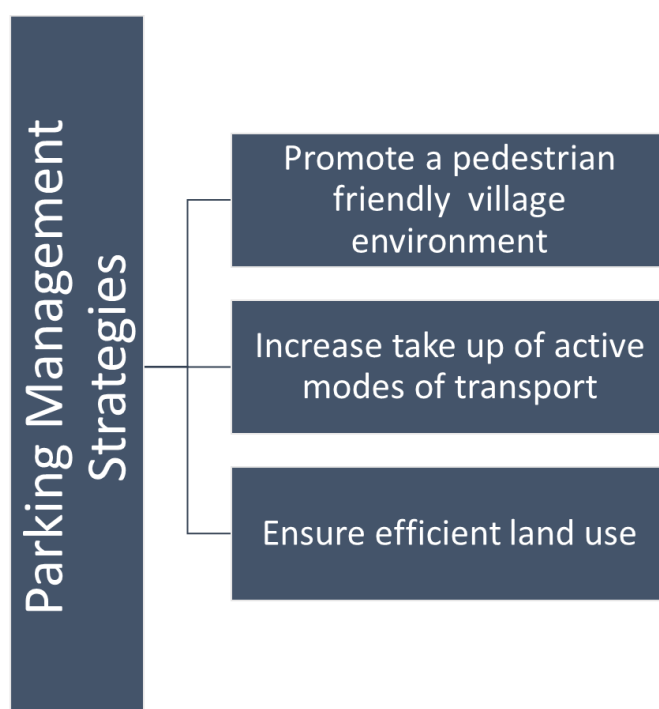 Parking Management
Strategies
Promote a pedestrian
friendly village
environment
Increase take up of active
modes of transport
Ensure efficient land use